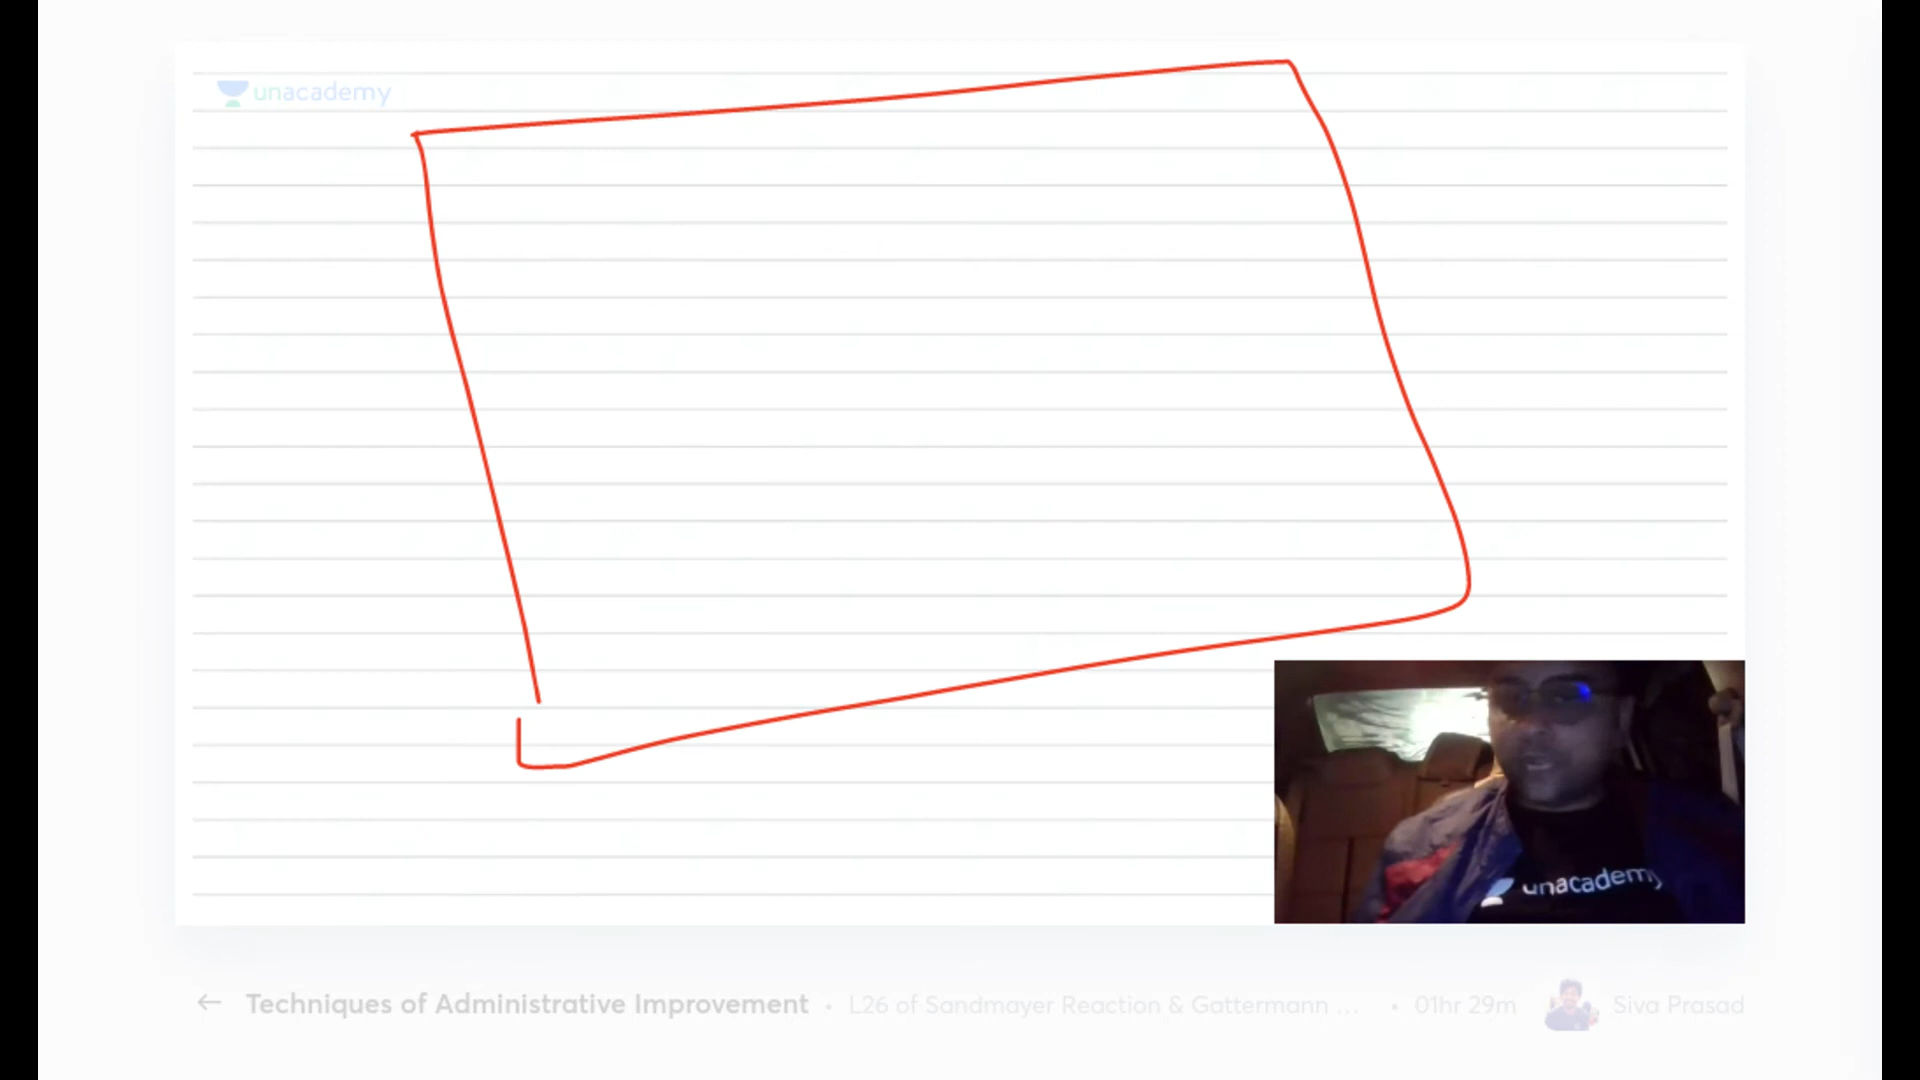 unacademy
unacademy
Techniques of Administrative Improvement • L26 of Sandmayer Reaction & Gattermann ... • 01hr 29m Siva Prasad